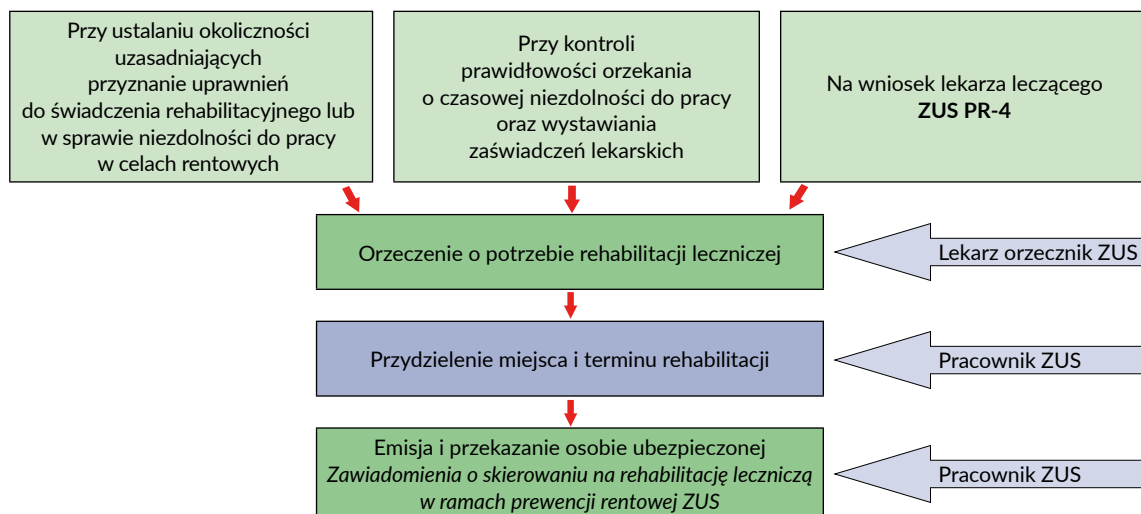 Przy ustalaniu okoliczności
uzasadniających
przyznanie uprawnień
do świadczenia rehabilitacyjnego lub
w sprawie niezdolności do pracy
w celach rentowych
Przy kontroli
prawidłowości orzekania
o czasowej niezdolności do pracy
oraz wystawiania
zaświadczeń lekarskich
Na wniosek lekarza leczącego
ZUS PR-4
Orzeczenie o potrzebie rehabilitacji leczniczej
Lekarz orzecznik ZUS
Przydzielenie miejsca i terminu rehabilitacji
Pracownik ZUS
Emisja i przekazanie osobie ubezpieczonej
Zawiadomienia o skierowaniu na rehabilitację leczniczą
w ramach prewencji rentowej ZUS
Pracownik ZUS